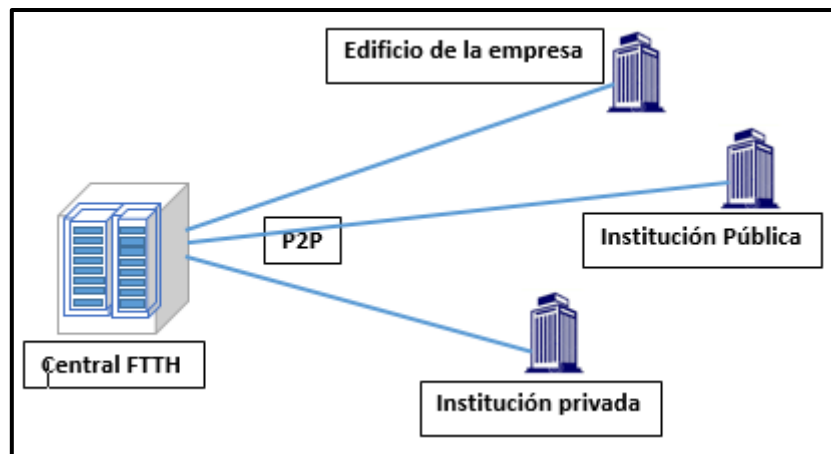 Edificio de la empresa
Institución Pública
P2P
Central FTTH
Institución privada